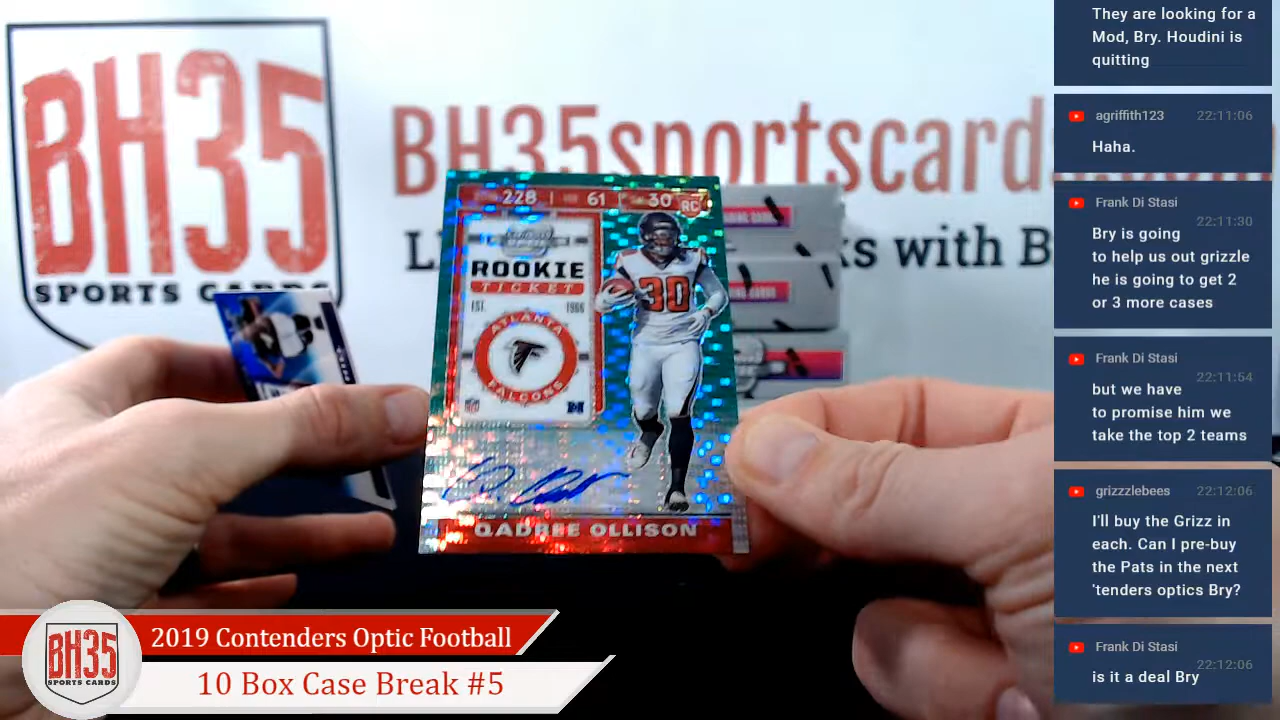 BH35
SPORTS CARDS
BH35sportscards
ks with B
228 | 61 | 30 RC
ROOKIE
TICKET
EST. 1966
ATLANTA
FALCONS
30
QADREE OLLISON
BH35
SPORTS CARDS
2019 Contenders Optic Football
10 Box Case Break #5
They are looking for a
Mod, Bry. Houdini is
quitting
agriffith123 22:11:06
Haha.
Frank Di Stasi 22:11:30
Bry is going
to help us out grizzle
he is going to get 2
or 3 more cases
Frank Di Stasi 22:11:54
but we have
to promise him we
take the top 2 teams
grizzzlebees 22:12:06
I'll buy the Grizz in
each. Can I pre-buy
the Pats in the next
'tenders optics Bry?
Frank Di Stasi 22:12:06
is it a deal Bry